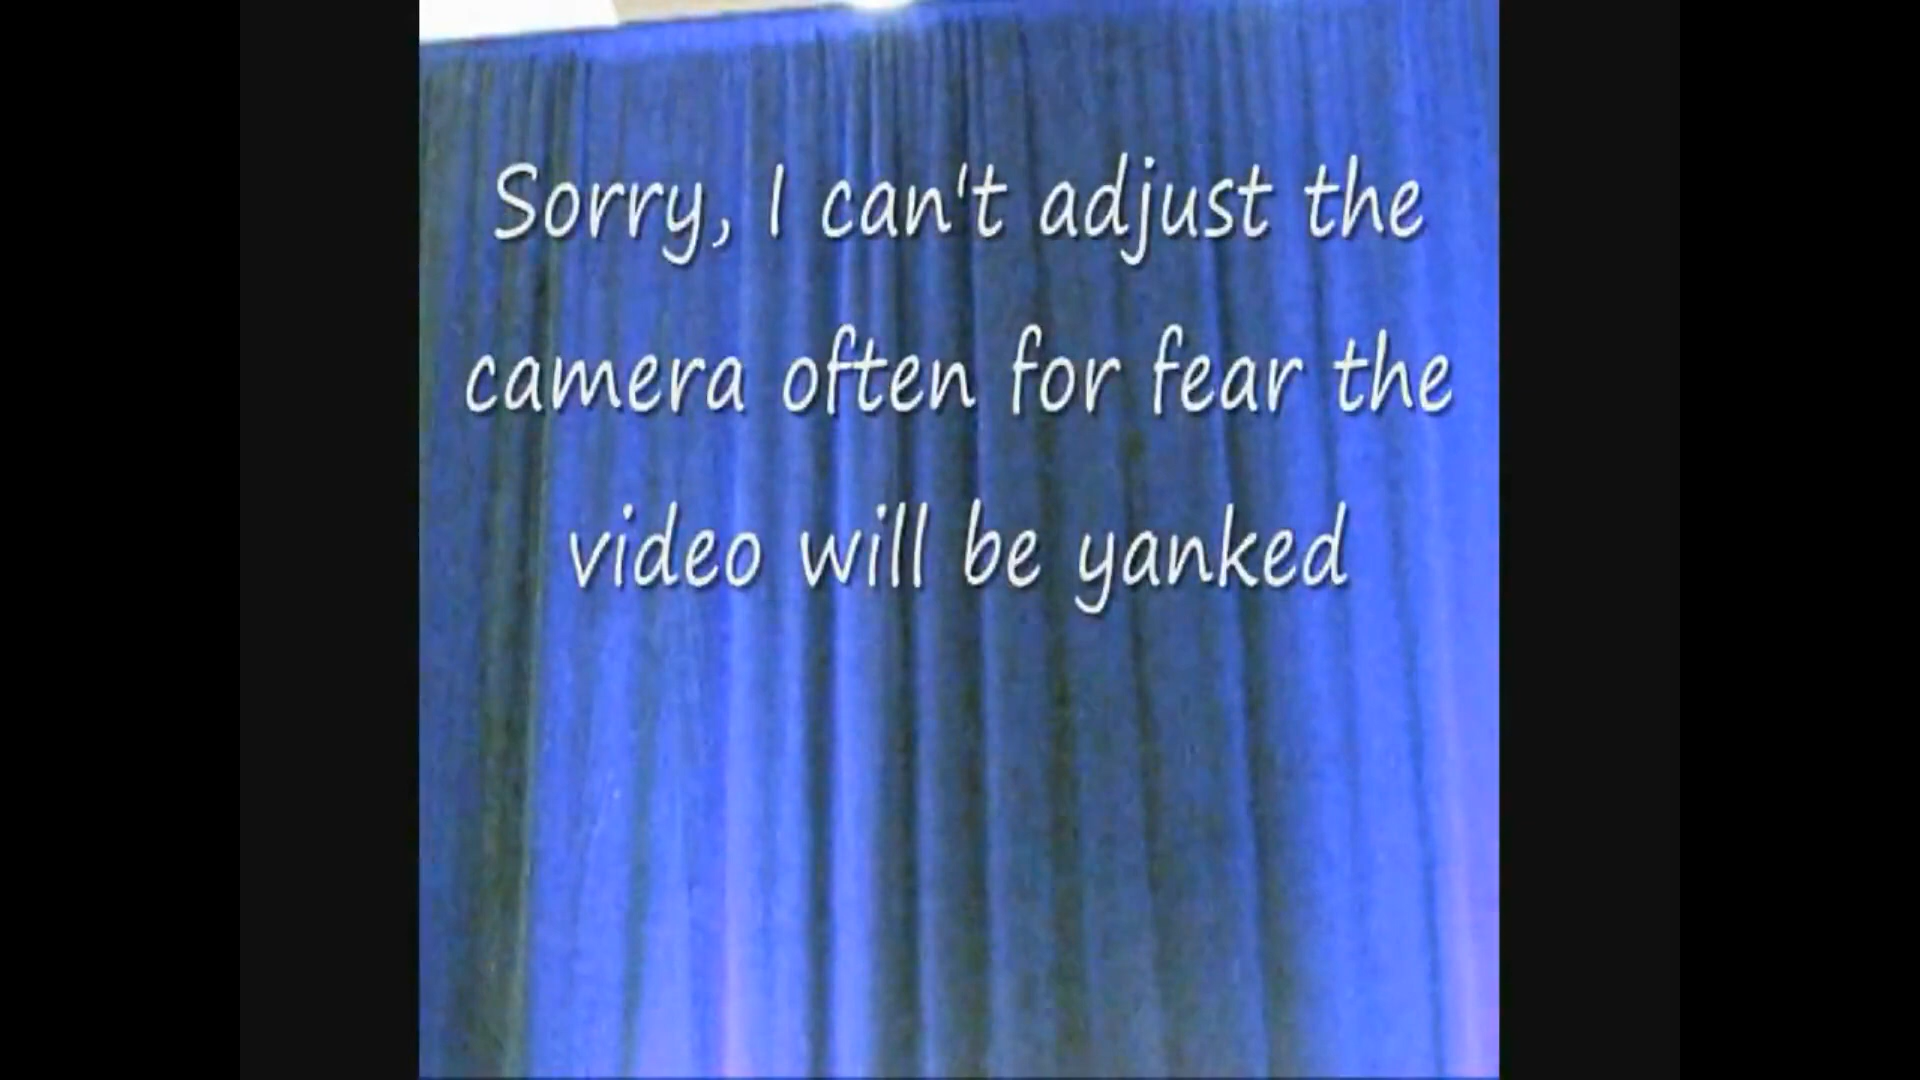 Sorry, I can't adjust the
camera often for fear the
video will be yanked